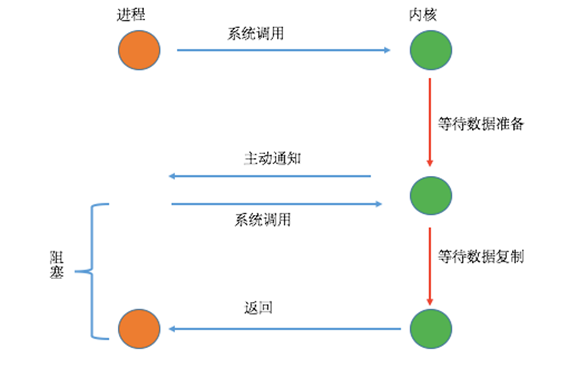 进程
内核
系统调用
等待数据准备
主动通知
系统调用
阻塞
等待数据复制
返回